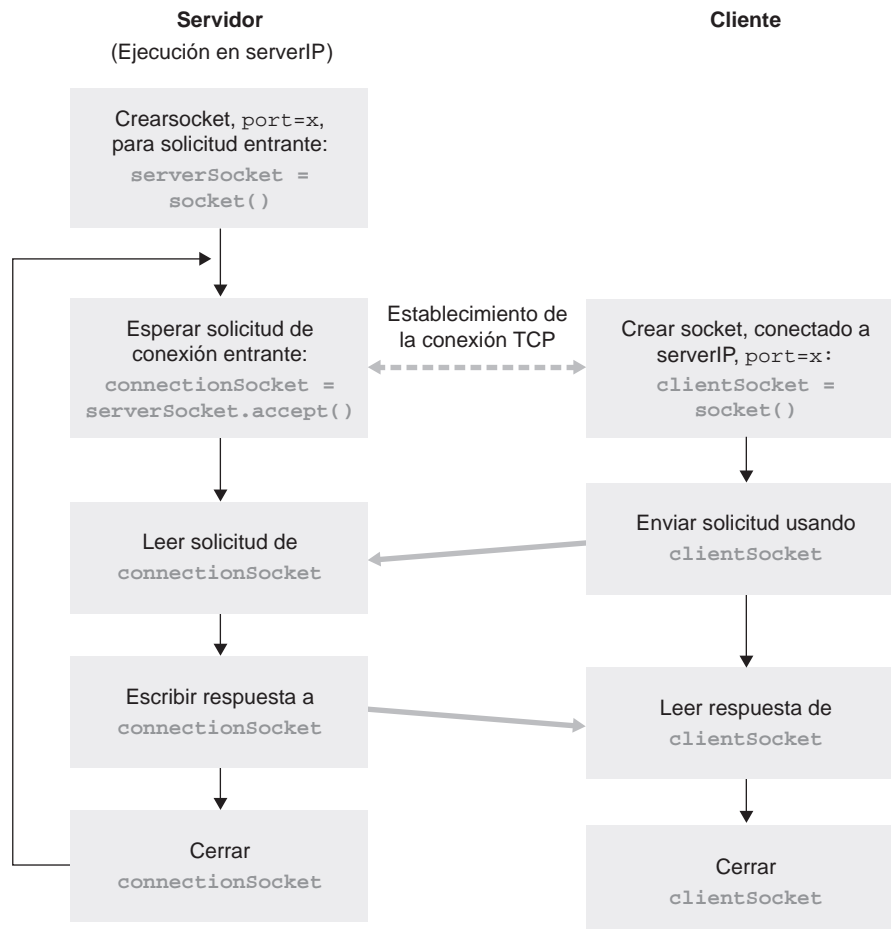 Servidor
(Ejecución en serverIP)
Crearsocket, port=x,
para solicitud entrante:
serverSocket =
socket()
Esperar solicitud de
conexión entrante:
connectionSocket =
serverSocket.accept()
Leer solicitud de
connectionSocket
Escribir respuesta a
connectionSocket
Cerrar
connectionSocket
Establecimiento de
la conexión TCP
Cliente
Crear socket, conectado a
serverIP, port=x:
clientSocket =
socket()
Enviar solicitud usando
clientSocket
Leer respuesta de
clientSocket
Cerrar
clientSocket